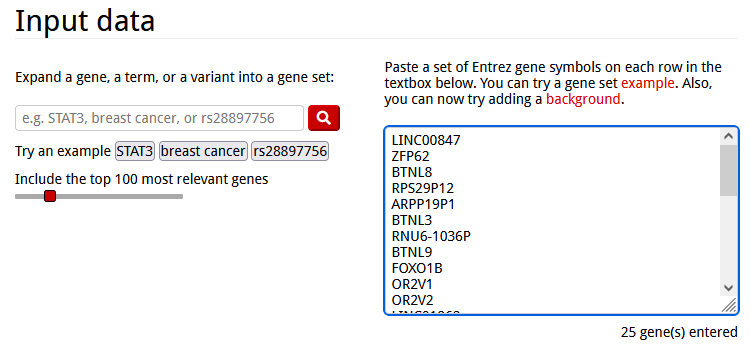 Input data
Expand a gene, a term, or a variant into a gene set:
e.g. STAT3, breast cancer, or rs28897756
Try an example STAT3 breast cancer rs28897756
Include the top 100 most relevant genes
Paste a set of Entrez gene symbols on each row in the
textbox below. You can try a gene set example. Also,
you can now try adding a background.
LINC00847
ZFP62
BTNL8
RPS29P12
ARPP19P1
BTNL3
RNU6-1036P
BTNL9
FOXO1B
OR2V1
OR2V2
25 gene(s) entered